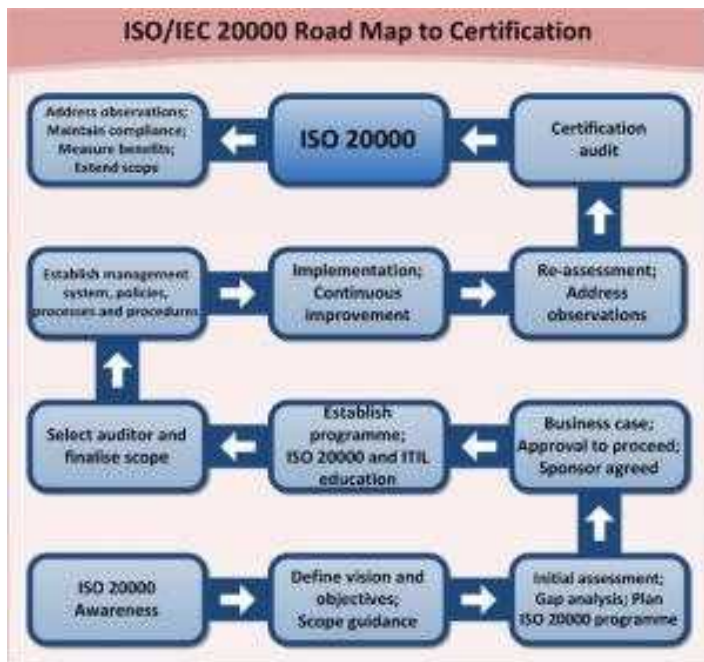 ISO/IEC 20000 Road Map to Certification
Address observations;
Maintain compliance;
Measure benefits;
Extend scope
ISO 20000
Certification
audit
Establish management
system, policies,
processes and procedures
Implementation;
Continuous
improvement
Re-assessment;
Address
observations
Select auditor and
finalise scope
Establish
programme;
ISO 20000 and ITIL
education
Business case;
Approval to proceed;
Sponsor agreed
ISO 20000
Awareness
Define vision and
objectives;
Scope guidance
Initial assessment;
Gap analysis; Plan
ISO 20000 programme